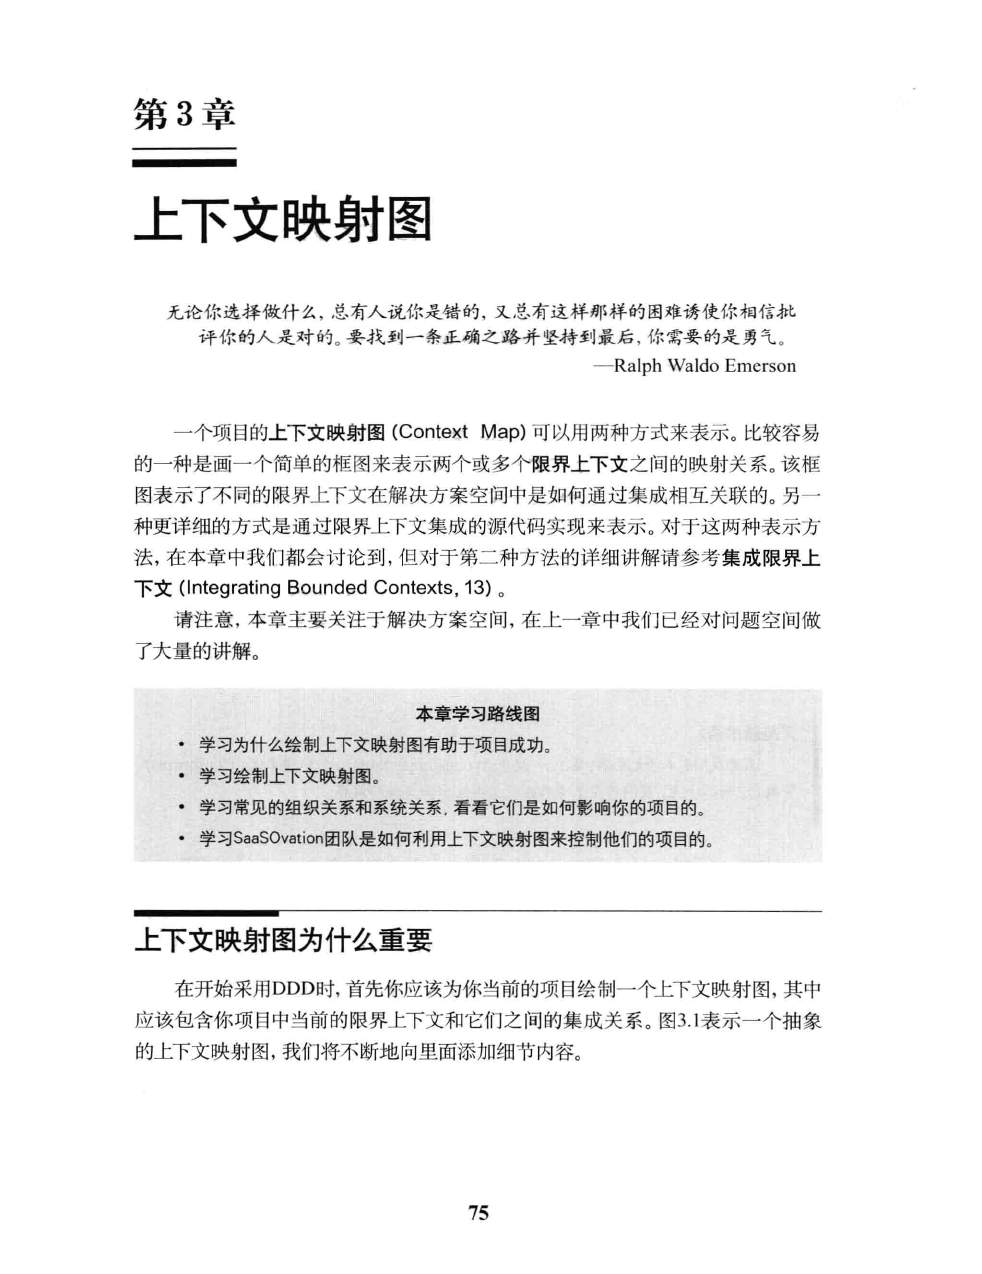 第3章
上下文映射图
无论你选择做什么，总有人说你是错的，又总有这样那样的困难诱使你相信批
评你的人是对的。要找到一条正确之路并坚持到最后，你需要的是勇气。
—Ralph Waldo Emerson
一个项目的上下文映射图 (Context Map) 可以用两种方式来表示。比较容易
的一种是画一个简单的框图来表示两个或多个限界上下文之间的映射关系。该框
图表示了不同的限界上下文在解决方案空间中是如何通过集成相互关联的。另一
种更详细的方式是通过限界上下文集成的源代码实现来表示。对于这两种表示方
法，在本章中我们都会讨论到，但对于第二种方法的详细讲解请参考集成限界上
下文 (Integrating Bounded Contexts, 13) 。
请注意，本章主要关注于解决方案空间，在上一章中我们已经对问题空间做
了大量的讲解。
本章学习路线图
• 学习为什么绘制上下文映射图有助于项目成功。
• 学习绘制上下文映射图。
• 学习常见的组织关系和系统关系，看看它们是如何影响你的项目的。
• 学习SaaSOvation团队是如何利用上下文映射图来控制他们的项目的。
上下文映射图为什么重要
在开始采用DDD时，首先你应该为你当前的项目绘制一个上下文映射图，其中
应该包含你项目中当前的限界上下文和它们之间的集成关系。图3.1表示一个抽象
的上下文映射图，我们将不断地向里面添加细节内容。
75